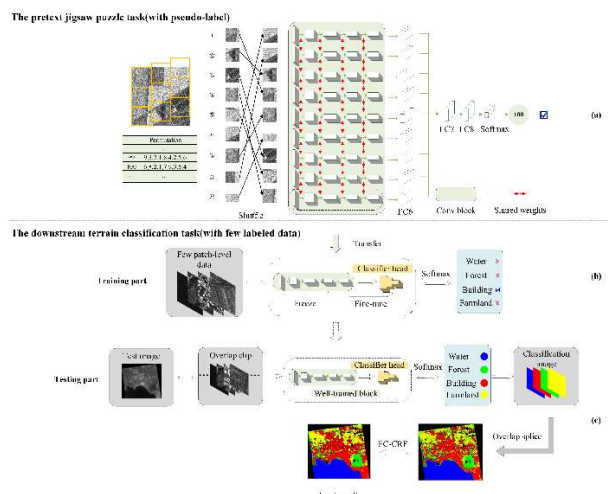 The pretext jigsaw puzzle task(with pseudo-label)
Permutation
Shuffle
FC6
FC7 FC8 Softmax
100
(a)
Conv block
Shared weights
The downstream terrain classification task(with few labeled data)
Transfer
Training part
Few patch-level
data
Classifier head
Freeze
Fine-tune
Softmax
Water
Forest
Building
Farmland
(b)
Testing part
Test image
Overlap clip
Classifier head
Well-trained block
Softmax
Water
Forest
Building
Farmland
Classification
image
(c)
Overlap splice
FC-CRF